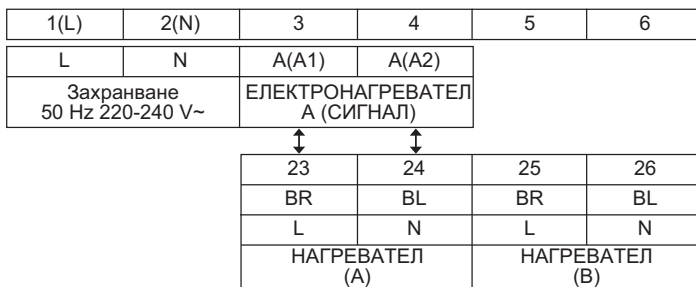 1(L) 2(N) 3 4 5 6
L N A(A1) A(A2)
Захранване ЕЛЕКТРОНАГРЕВАТЕЛ
50 Hz 220-240 V~ А (СИГНАЛ)
23 24 25 26
BR BL BR BL
L N L N
НАГРЕВАТЕЛ НАГРЕВАТЕЛ
(A) (B)